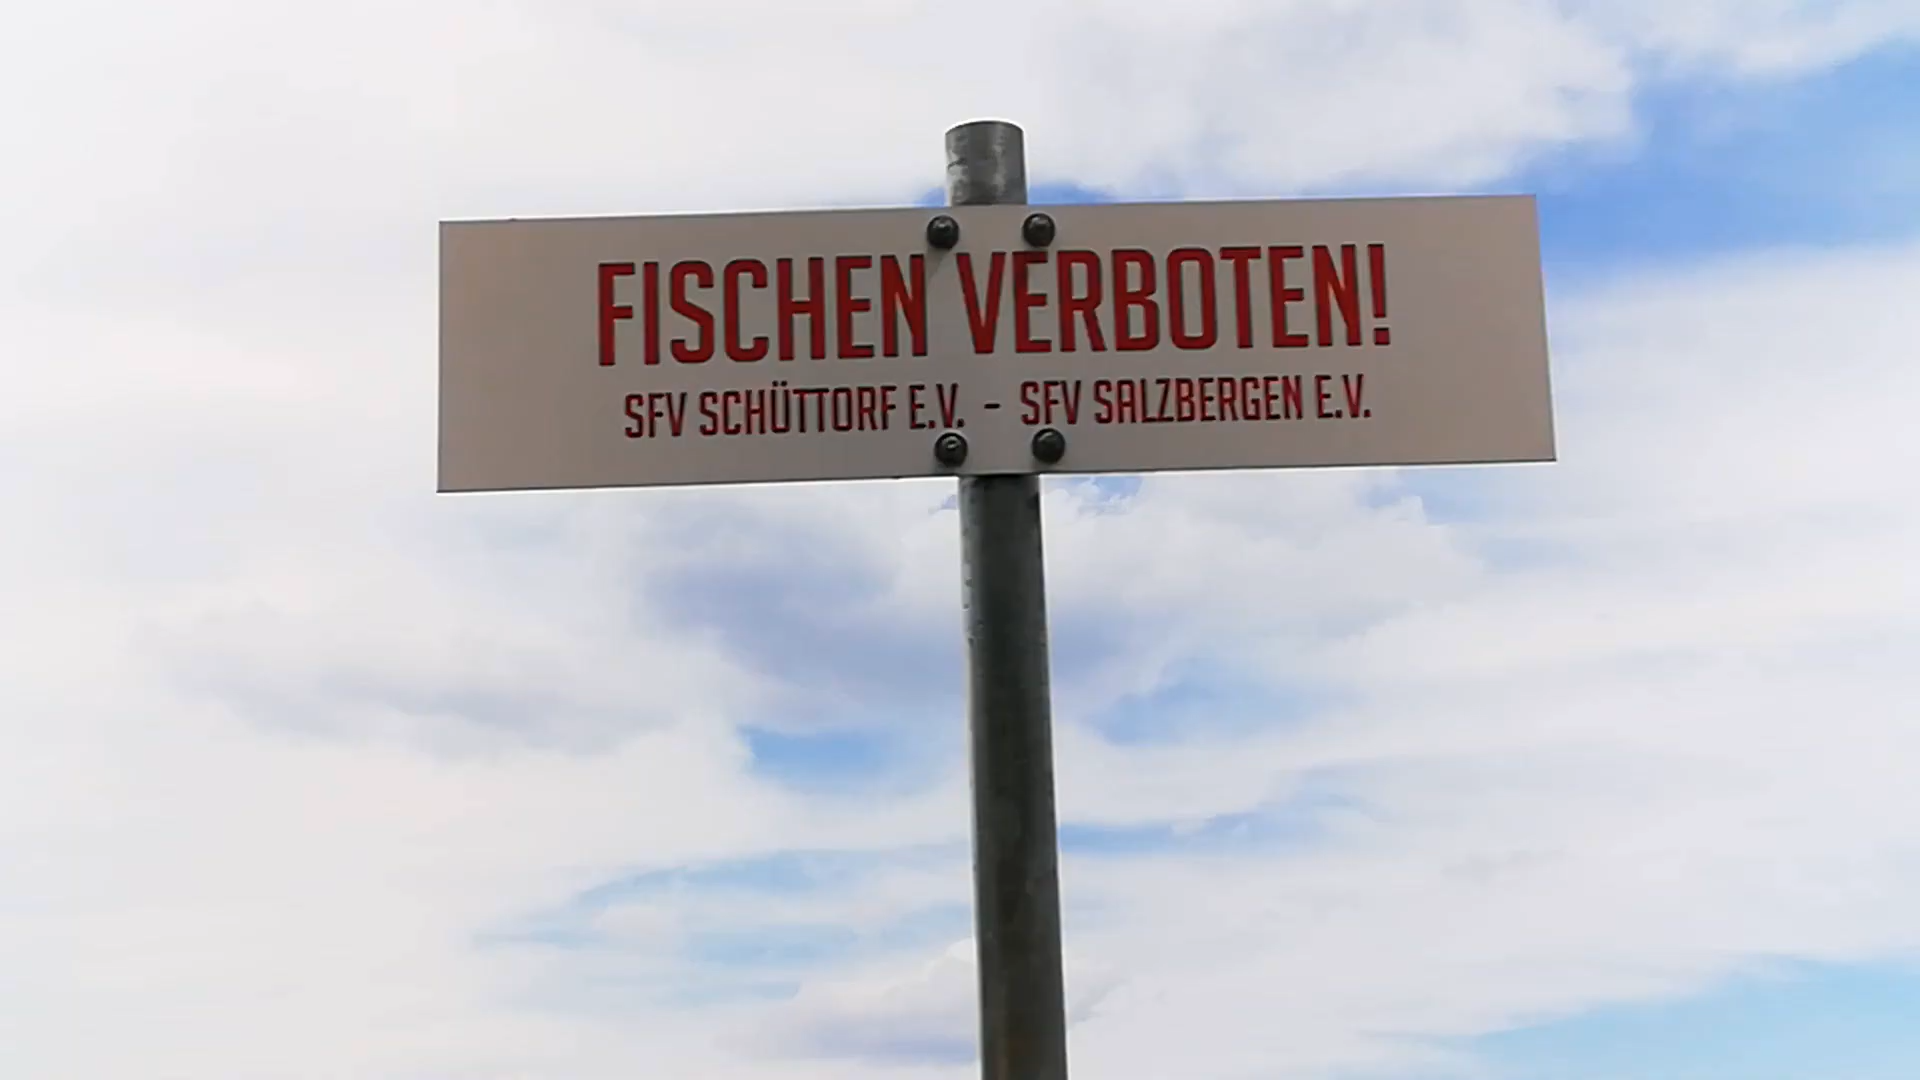 FISCHEN VERBOTEN!
SFV SCHÜTTORF E.V. - SFV SALZBERGEN E.V.